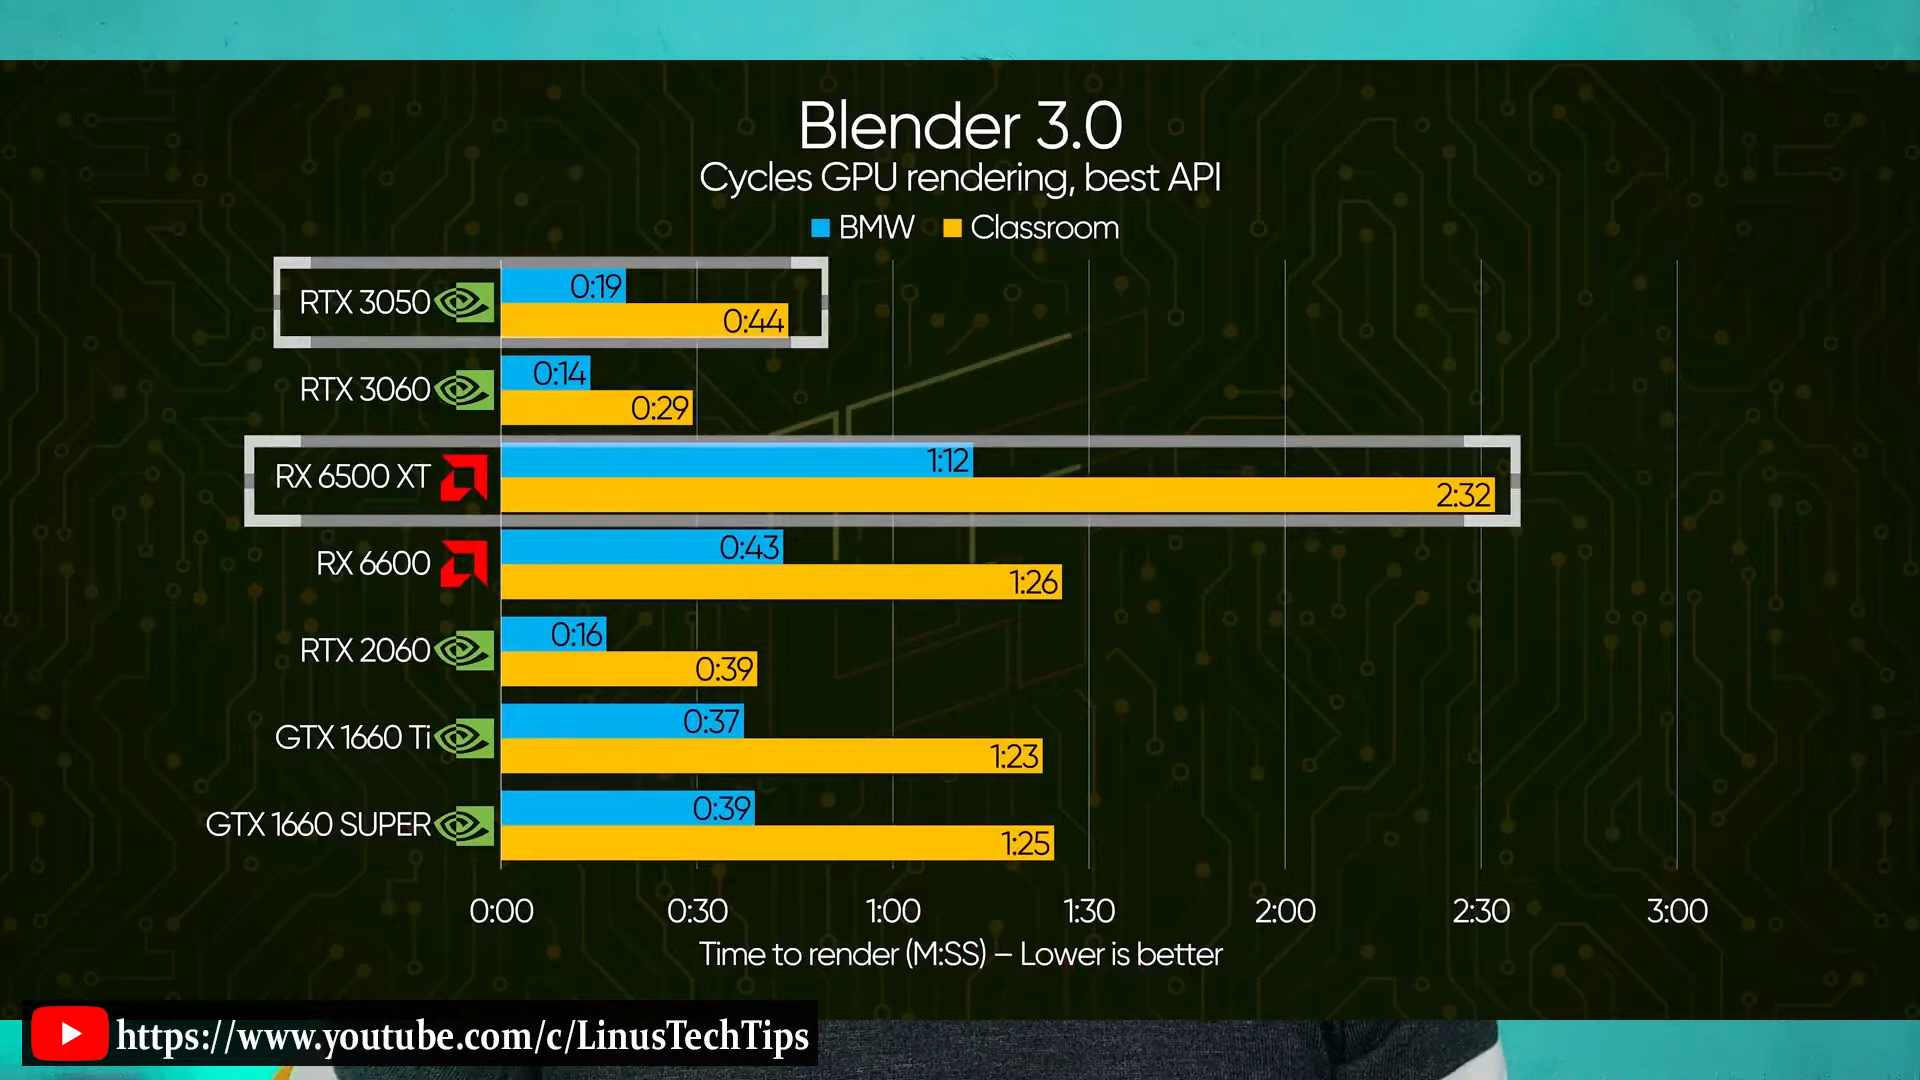 Blender 3.0
Cycles GPU rendering, best API
BMW Classroom
RTX 3050 0:19
0:44
RTX 3060 0:14
0:29
RX 6500 XT 1:12
2:32
RX 6600 0:43
1:26
RTX 2060 0:16
0:39
GTX 1660 Ti 0:37
1:23
GTX 1660 SUPER 0:39
1:25
0:00 0:30 1:00 1:30 2:00 2:30 3:00
Time to render (M:SS) – Lower is better
https://www.youtube.com/c/LinusTechTips